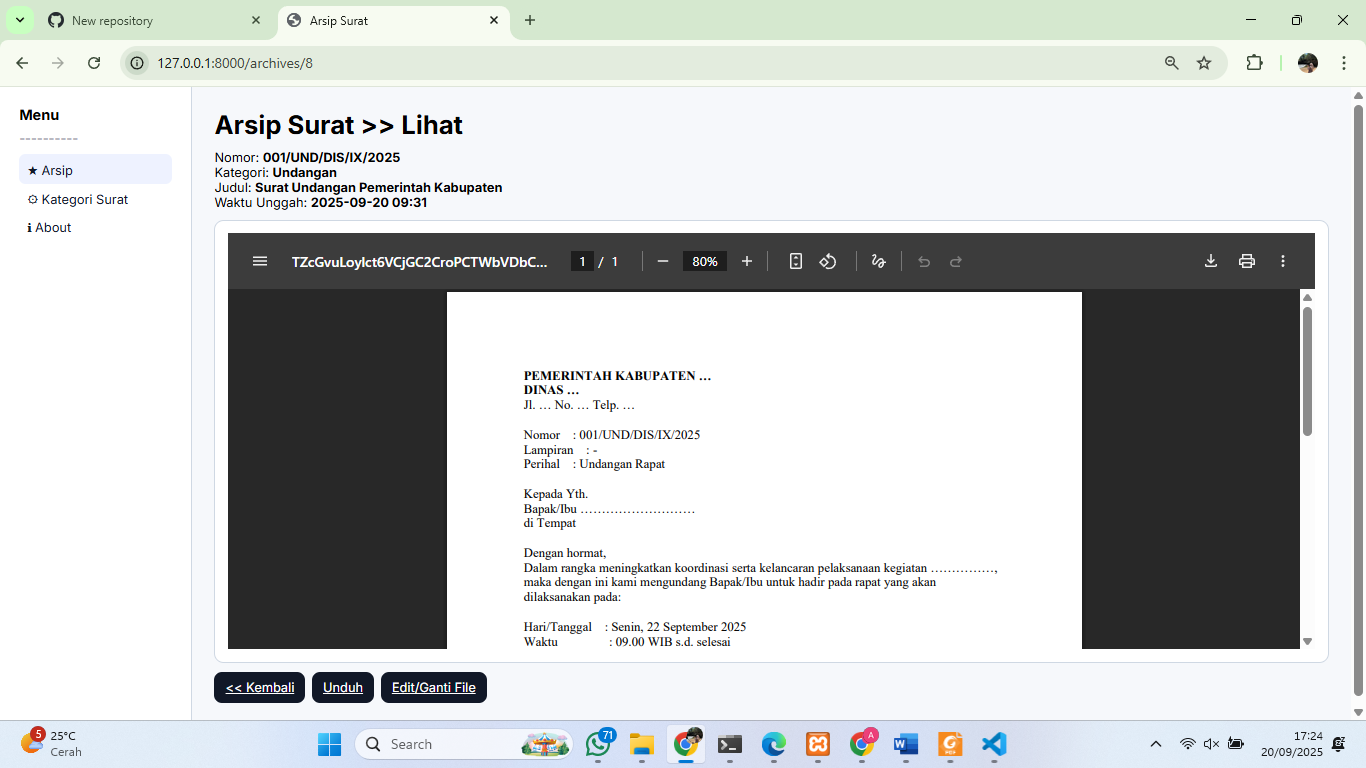 New repository
Arsip Surat
127.0.0.1:8000/archives/8
Menu
----------
★ Arsip
⚙ Kategori Surat
ℹ About
Arsip Surat >> Lihat
Nomor: 001/UND/DIS/IX/2025
Kategori: Undangan
Judul: Surat Undangan Pemerintah Kabupaten
Waktu Unggah: 2025-09-20 09:31
TZcGvuLoyIct6VCjGC2CroPCTWbVDbC... 1 / 1 80%
PEMERINTAH KABUPATEN …
DINAS …
Jl. … No. … Telp. …
Nomor : 001/UND/DIS/IX/2025
Lampiran : -
Perihal : Undangan Rapat
Kepada Yth.
Bapak/Ibu ………………………
di Tempat
Dengan hormat,
Dalam rangka meningkatkan koordinasi serta kelancaran pelaksanaan kegiatan ……………,
maka dengan ini kami mengundang Bapak/Ibu untuk hadir pada rapat yang akan
dilaksanakan pada:
Hari/Tanggal : Senin, 22 September 2025
Waktu : 09.00 WIB s.d. selesai
<< Kembali
Unduh
Edit/Ganti File
5
25°C
Cerah
Search
71
A
17:24
20/09/2025